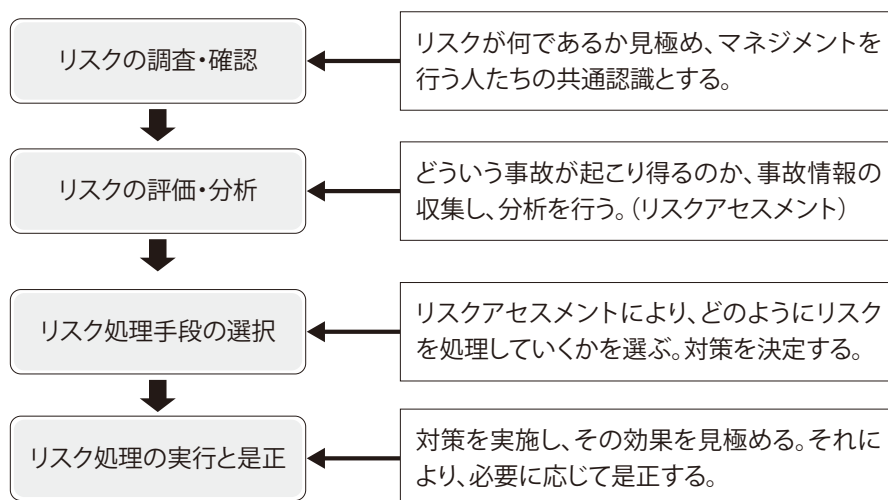 リスクの調査・確認
リスクが何であるか見極め、マネジメントを
行う人たちの共通認識とする。
リスクの評価・分析
どういう事故が起こり得るのか、事故情報の
収集し、分析を行う。（リスクアセスメント）
リスク処理手段の選択
リスクアセスメントにより、どのようにリスク
を処理していくかを選ぶ。対策を決定する。
リスク処理の実行と是正
対策を実施し、その効果を見極める。それに
より、必要に応じて是正する。